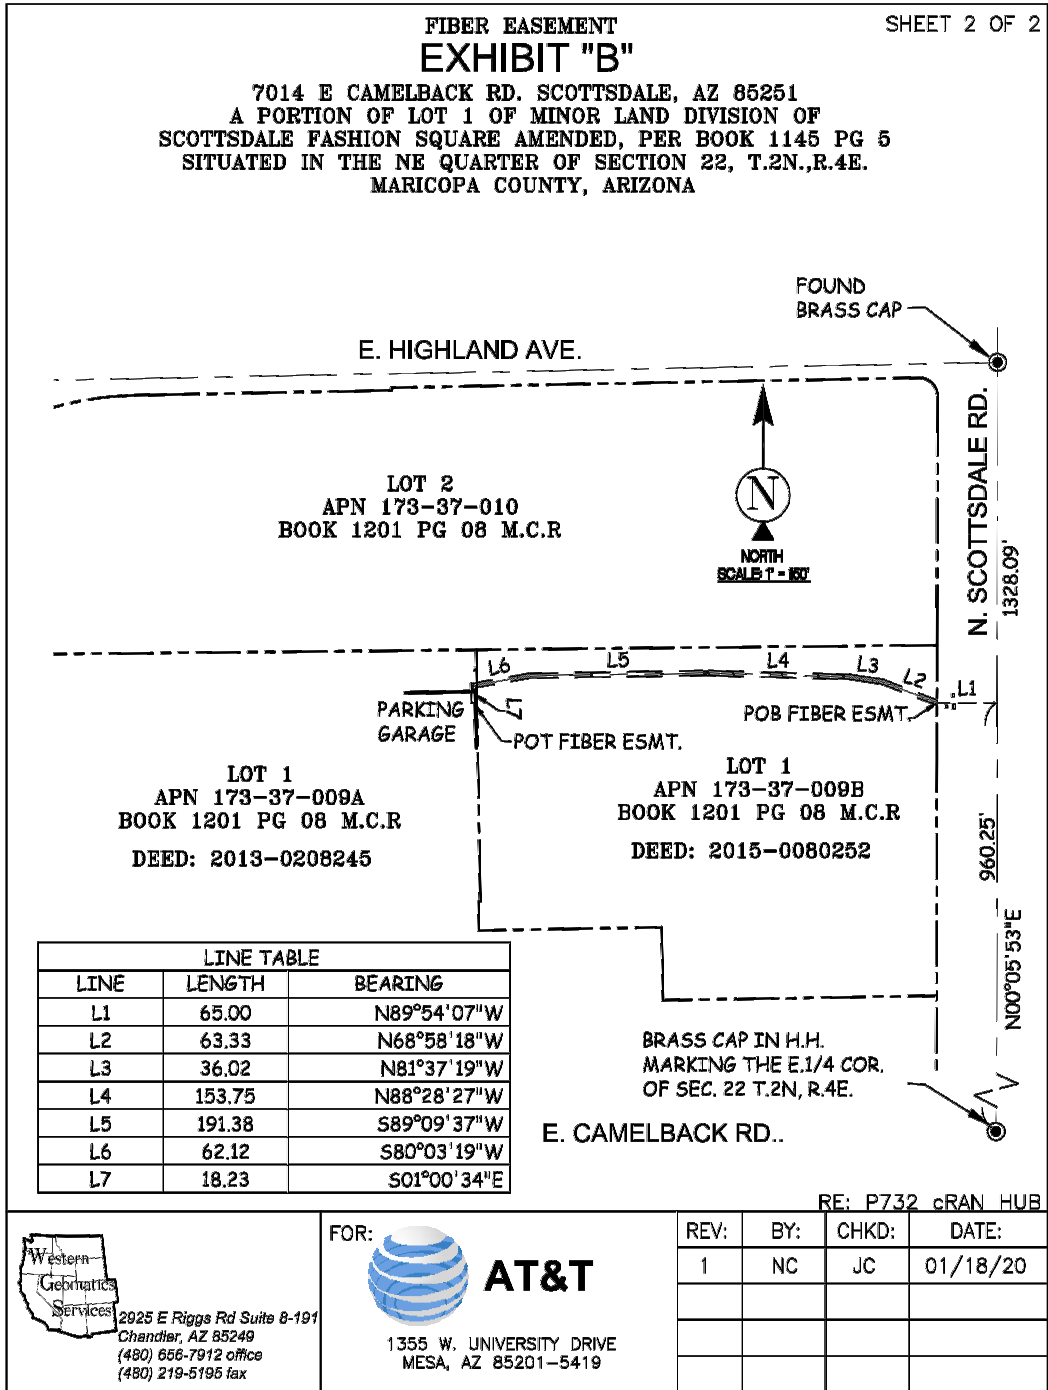 SHEET 2 OF 2
FIBER EASEMENT
EXHIBIT "B"
7014 E CAMELBACK RD. SCOTTSDALE, AZ 85251
A PORTION OF LOT 1 OF MINOR LAND DIVISION OF
SCOTTSDALE FASHION SQUARE AMENDED, PER BOOK 1145 PG 5
SITUATED IN THE NE QUARTER OF SECTION 22, T.2N.,R.4E.
MARICOPA COUNTY, ARIZONA
FOUND
BRASS CAP
E. HIGHLAND AVE.
N. SCOTTSDALE RD.
1328.09'
LOT 2
APN 173-37-010
BOOK 1201 PG 08 M.C.R
N
NORTH
SCALE: 1" = 160'
L6
L5
L4
L3
L2
L1
L7
PARKING
GARAGE
POT FIBER ESMT.
POB FIBER ESMT.
LOT 1
APN 173-37-009A
BOOK 1201 PG 08 M.C.R
DEED: 2013-0208245
LOT 1
APN 173-37-009B
BOOK 1201 PG 08 M.C.R
DEED: 2015-0080252
960.25'
N00°05'53"E
LINE TABLE
LINE LENGTH BEARING
L1 65.00 N89°54'07"W
L2 63.33 N68°58'18"W
L3 36.02 N81°37'19"W
L4 153.75 N88°28'27"W
L5 191.38 S89°09'37"W
L6 62.12 S80°03'19"W
L7 18.23 S01°00'34"E
BRASS CAP IN H.H.
MARKING THE E.1/4 COR.
OF SEC. 22 T.2N, R.4E.
E. CAMELBACK RD..
RE: P732 cRAN HUB
Western
Geomatics
Services
2925 E Riggs Rd Suite 8-191
Chandler, AZ 85249
(480) 656-7912 office
(480) 219-5195 fax
FOR:
AT&T
1355 W. UNIVERSITY DRIVE
MESA, AZ 85201-5419
REV: BY: CHKD: DATE:
1 NC JC 01/18/20